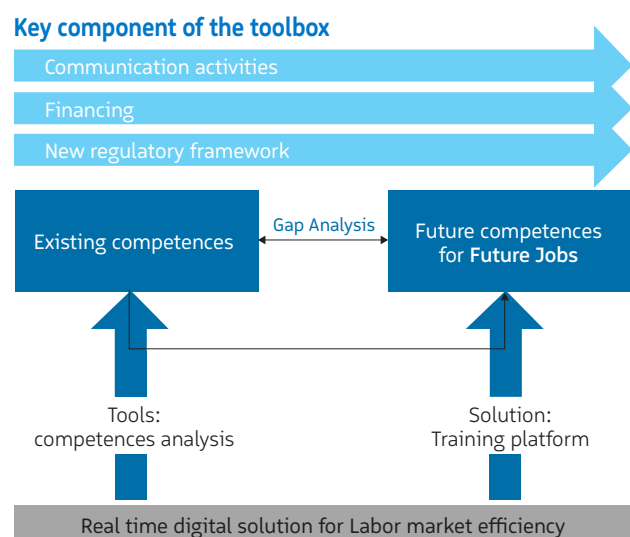 Key component of the toolbox
Communication activities
Financing
New regulatory framework
Existing competences
Gap Analysis
Future competences
for Future Jobs
Tools:
competences analysis
Solution:
Training platform
Real time digital solution for Labor market efficiency